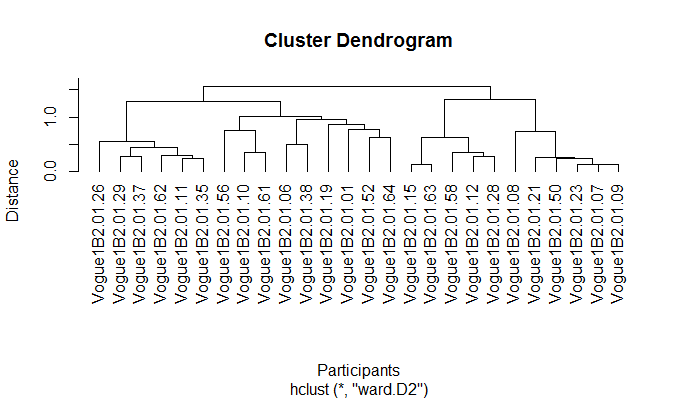 Cluster Dendrogram
Distance
1.0
0.0
Vogue1B2.01.26
Vogue1B2.01.29
Vogue1B2.01.37
Vogue1B2.01.62
Vogue1B2.01.11
Vogue1B2.01.35
Vogue1B2.01.56
Vogue1B2.01.10
Vogue1B2.01.61
Vogue1B2.01.06
Vogue1B2.01.38
Vogue1B2.01.19
Vogue1B2.01.01
Vogue1B2.01.52
Vogue1B2.01.64
Vogue1B2.01.15
Vogue1B2.01.63
Vogue1B2.01.58
Vogue1B2.01.12
Vogue1B2.01.28
Vogue1B2.01.08
Vogue1B2.01.21
Vogue1B2.01.50
Vogue1B2.01.23
Vogue1B2.01.07
Vogue1B2.01.09
Participants
hclust (*, "ward.D2")